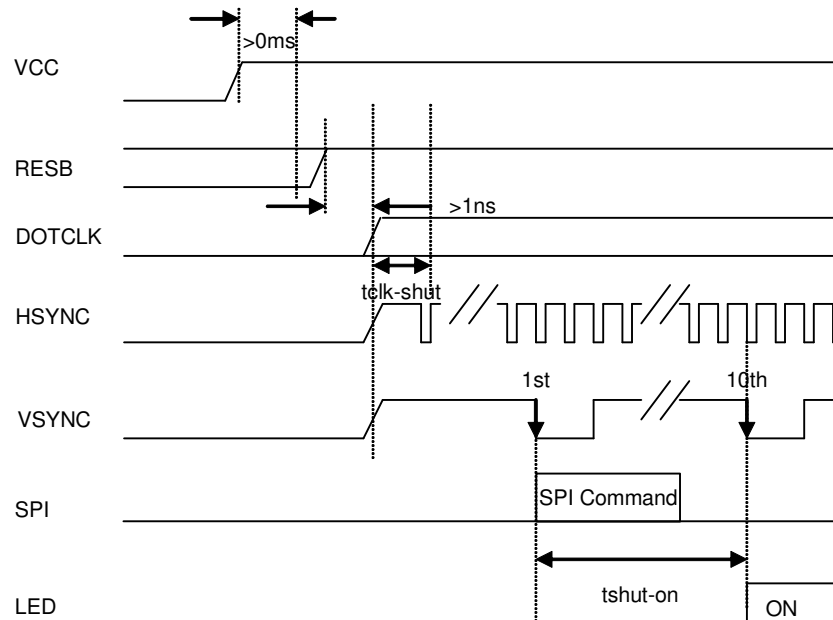 >0ms
VCC
RESB
>1ns
DOTCLK
tclk-shut
HSYNC
1st
10th
VSYNC
SPI Command
SPI
tshut-on
LED
ON